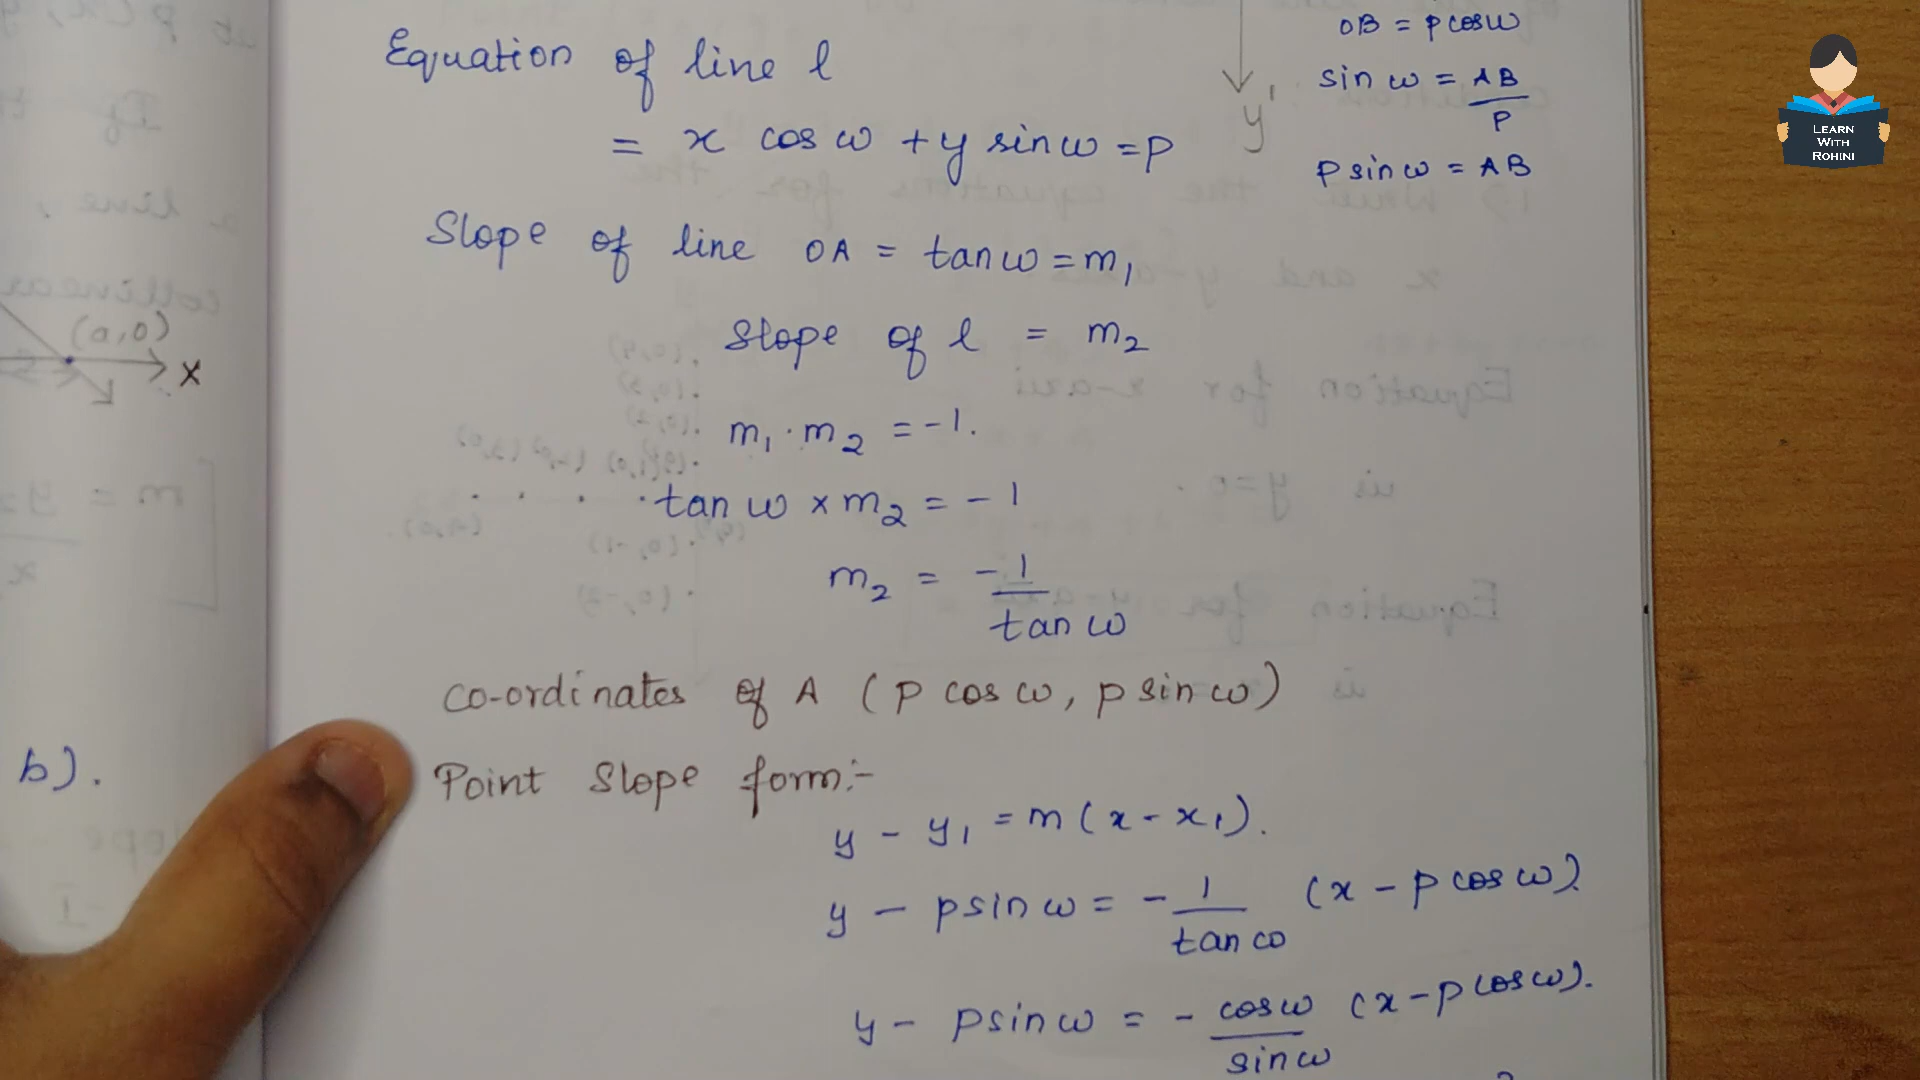 Equation of line l
= x cos ω + y sin ω = p
Slope of line OA = tan ω = m₁
Slope of l = m₂
m₁ · m₂ = -1.
tan ω × m₂ = -1
m₂ = -1/tan ω
co-ordinates of A (p cos ω, p sin ω)
Point Slope form:-
y - y₁ = m(x - x₁).
y - p sin ω = - 1/tan ω (x - p cos ω).
y - p sin ω = - cos ω/sin ω (x - p cos ω).
OB = p cos ω
sin ω = AB/P
P sin ω = AB
y'
(a,0)
X
b).
LEARN
With
ROHINI